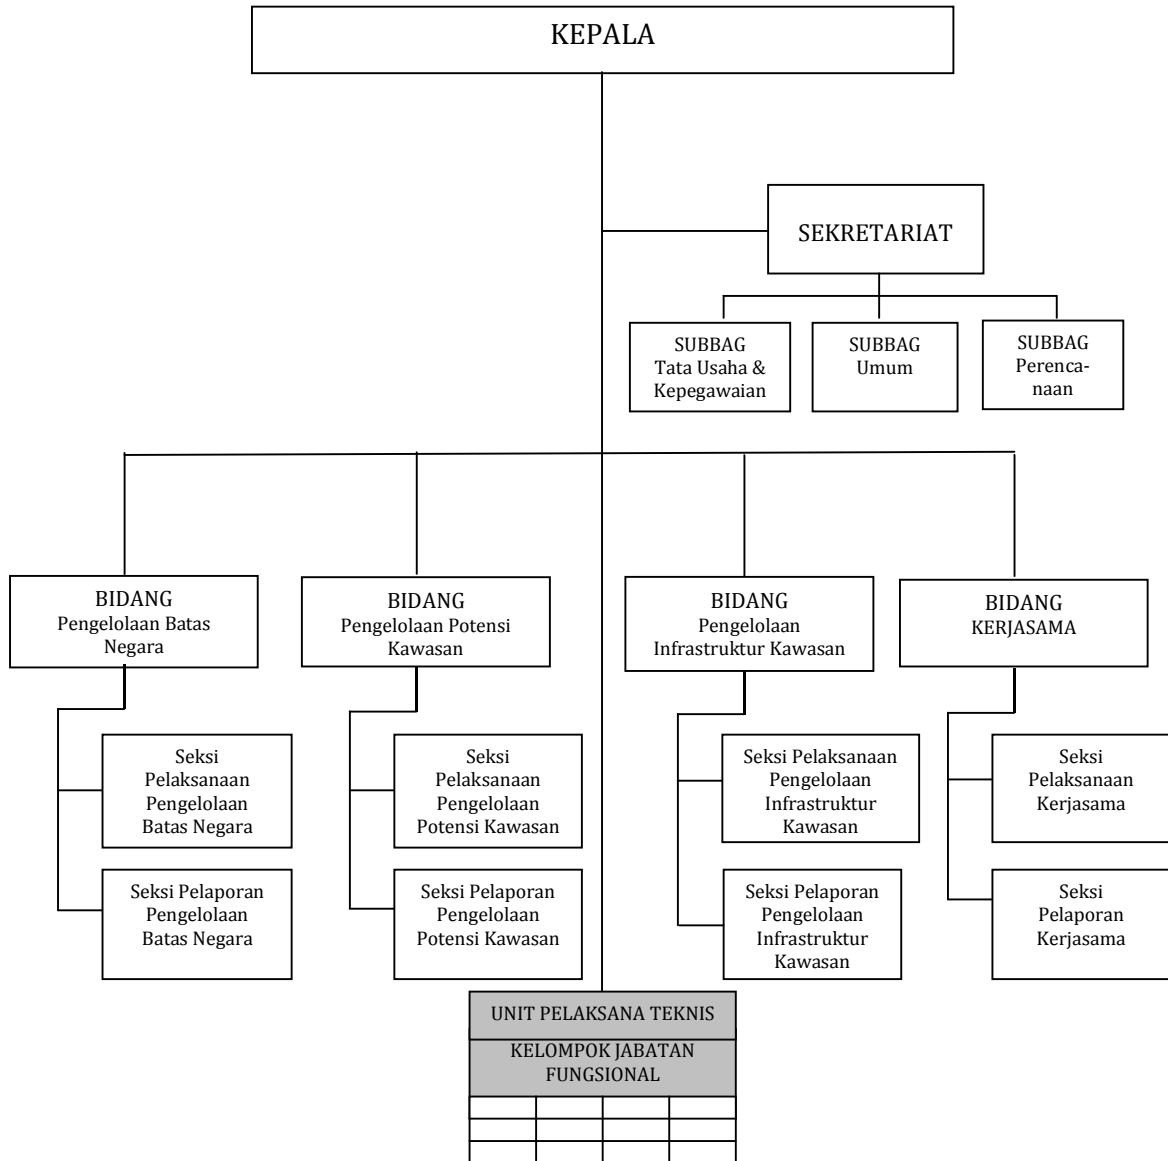 KEPALA
SEKRETARIAT
SUBBAG
Tata Usaha &
Kepegawaian
SUBBAG
Umum
SUBBAG
Perenca-
naan
BIDANG
Pengelolaan Batas
Negara
BIDANG
Pengelolaan Potensi
Kawasan
BIDANG
Pengelolaan
Infrastruktur Kawasan
BIDANG
KERJASAMA
Seksi
Pelaksanaan
Pengelolaan
Batas Negara
Seksi
Pelaksanaan
Pengelolaan
Potensi Kawasan
Seksi Pelaksanaan
Pengelolaan
Infrastruktur
Kawasan
Seksi
Pelaksanaan
Kerjasama
Seksi Pelaporan
Pengelolaan
Batas Negara
Seksi Pelaporan
Pengelolaan
Potensi Kawasan
Seksi Pelaporan
Pengelolaan
Infrastruktur
Kawasan
Seksi
Pelaporan
Kerjasama
UNIT PELAKSANA TEKNIS
KELOMPOK JABATAN
FUNGSIONAL